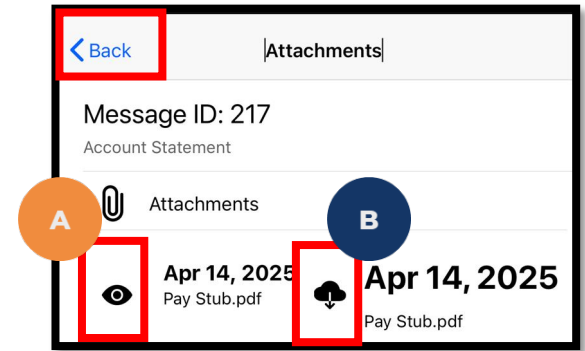 Back
Attachments
Message ID: 217
Account Statement
Attachments
A
B
Apr 14, 2025
Pay Stub.pdf
Apr 14, 2025
Pay Stub.pdf